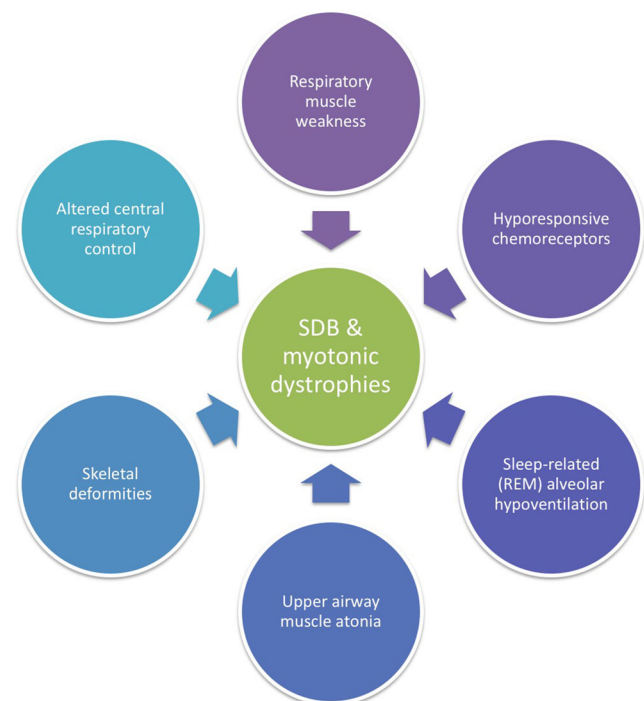 Respiratory
muscle
weakness
Hyporesponsive
chemoreceptors
Sleep-related
(REM) alveolar
hypoventilation
Upper airway
muscle atonia
Skeletal
deformities
Altered central
respiratory
control
SDB &
myotonic
dystrophies